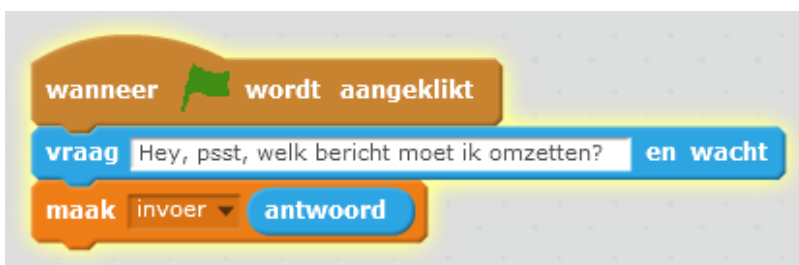 wanneer wordt aangeklikt
vraag Hey, psst, welk bericht moet ik omzetten? en wacht
maak invoer antwoord